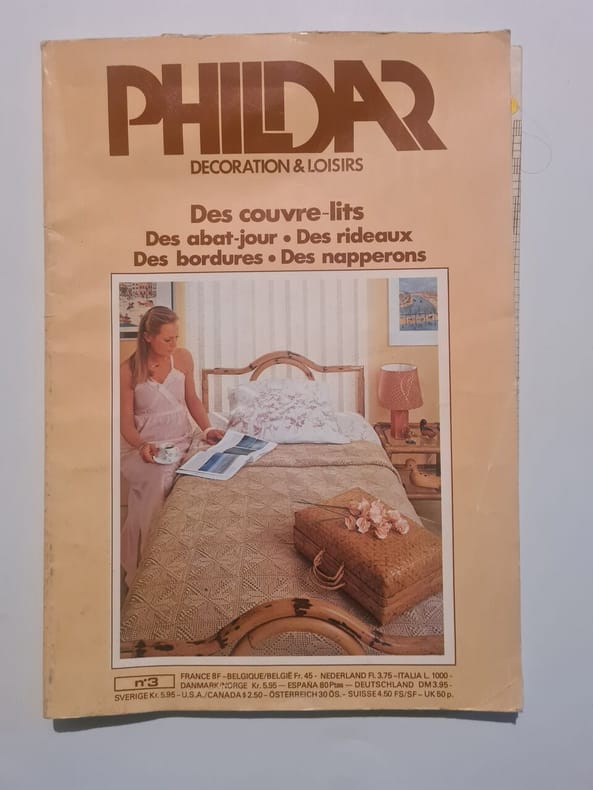 PHILDAR
DECORATION & LOISIRS
Des couvre-lits
Des abat-jour • Des rideaux
Des bordures • Des napperons
n°3
FRANCE 8F - BELGIQUE/BELGIË Fr. 45 - NEDERLAND Fl. 3,75 - ITALIA L. 1000 -
DANMARK/NORGE Kr. 5.95 — ESPAÑA 80 Ptas — DEUTSCHLAND DM 3.95 -
SVERIGE Kr. 5.95 - U.S.A./CANADA $ 2.50 - ÖSTERREICH 30 ÖS. - SUISSE 4.50 FS/SF - UK 50 p.